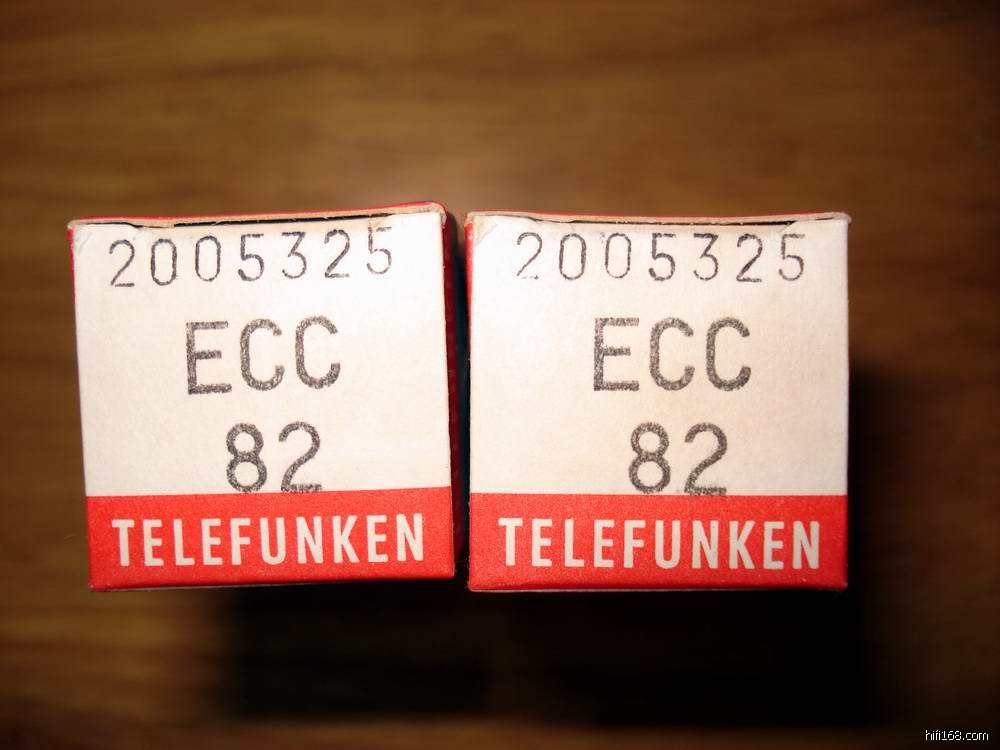 2005325
ECC
82
TELEFUNKEN
2005325
ECC
82
TELEFUNKEN
hifi168.com